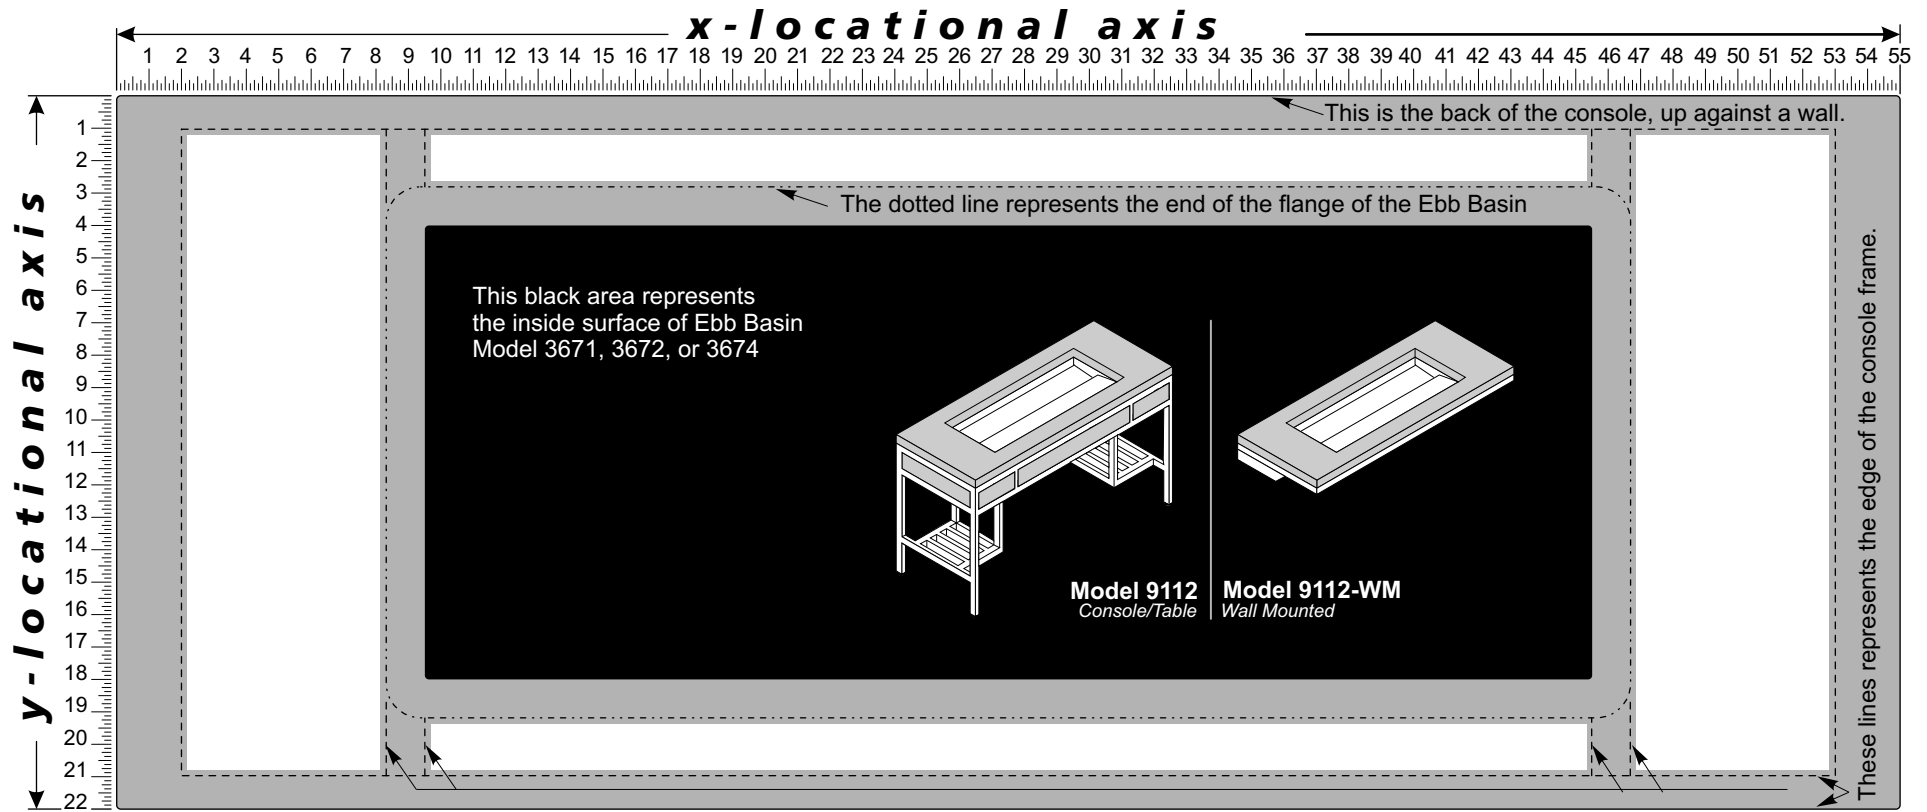 x-locational axis
1 2 3 4 5 6 7 8 9 10 11 12 13 14 15 16 17 18 19 20 21 22 23 24 25 26 27 28 29 30 31 32 33 34 35 36 37 38 39 40 41 42 43 44 45 46 47 48 49 50 51 52 53 54 55
y-locational axis
1
2
3
4
5
6
7
8
9
10
11
12
13
14
15
16
17
18
19
20
21
22
This is the back of the console, up against a wall.
The dotted line represents the end of the flange of the Ebb Basin
This black area represents
the inside surface of Ebb Basin
Model 3671, 3672, or 3674
Model 9112
Console/Table
Model 9112-WM
Wall Mounted
These lines represents the edge of the console frame.